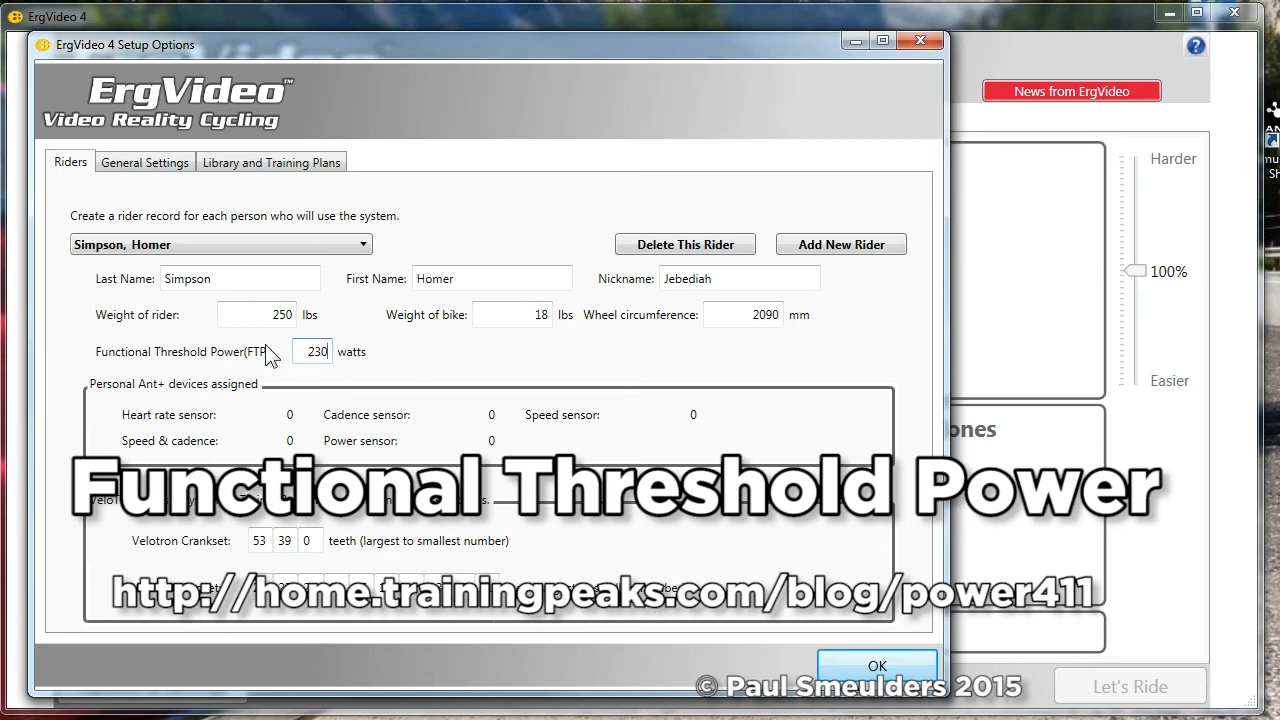 ErgVideo 4
ErgVideo 4 Setup Options
ErgVideo™
Video Reality Cycling
News from ErgVideo
Riders General Settings Library and Training Plans
Harder
Create a rider record for each person who will use the system.
Simpson, Homer Delete This Rider Add New Rider
100%
Last Name: Simpson First Name: Homer Nickname: Jebediah
Weight of rider: 250 lbs Weight of bike: 18 lbs Wheel circumference: 2090 mm
Functional Threshold Power(FTP 230 watts
Easier
Personal Ant+ devices assigned
Heart rate sensor: 0 Cadence sensor: 0 Speed sensor: 0
Speed & cadence: 0 Power sensor: 0
ones
Functional Threshold Power
Velotron Crankset: 53 39 0 teeth (largest to smallest number)
http://home.trainingpeaks.com/blog/power411
OK
© Paul Smeulders 2015
Let's Ride